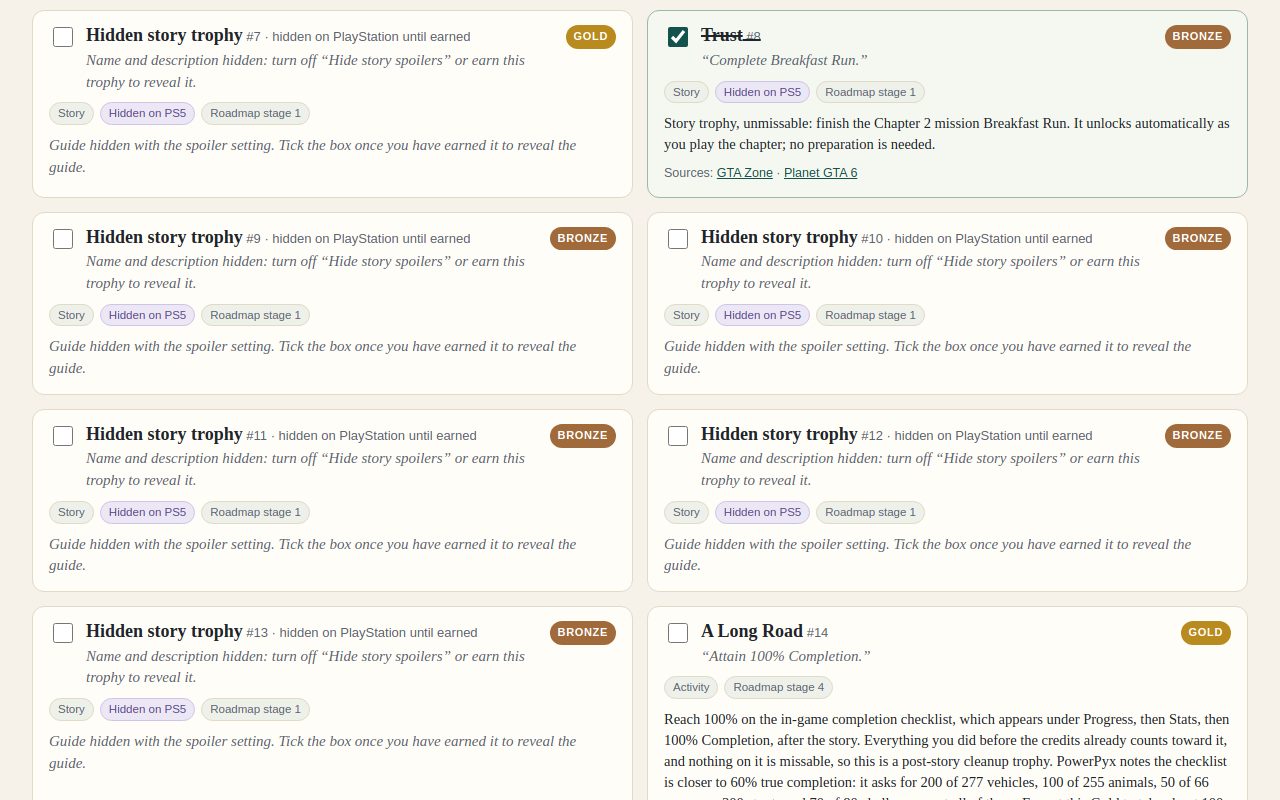 Hidden story trophy #7 · hidden on PlayStation until earned
GOLD
Name and description hidden: turn off “Hide story spoilers” or earn this
trophy to reveal it.
Story
Hidden on PS5
Roadmap stage 1
Guide hidden with the spoiler setting. Tick the box once you have earned it to reveal the
guide.
Trust #8
BRONZE
“Complete Breakfast Run.”
Story
Hidden on PS5
Roadmap stage 1
Story trophy, unmissable: finish the Chapter 2 mission Breakfast Run. It unlocks automatically as
you play the chapter; no preparation is needed.
Sources: GTA Zone · Planet GTA 6
Hidden story trophy #9 · hidden on PlayStation until earned
BRONZE
Name and description hidden: turn off “Hide story spoilers” or earn this
trophy to reveal it.
Story
Hidden on PS5
Roadmap stage 1
Guide hidden with the spoiler setting. Tick the box once you have earned it to reveal the
guide.
Hidden story trophy #10 · hidden on PlayStation until earned
BRONZE
Name and description hidden: turn off “Hide story spoilers” or earn this
trophy to reveal it.
Story
Hidden on PS5
Roadmap stage 1
Guide hidden with the spoiler setting. Tick the box once you have earned it to reveal the
guide.
Hidden story trophy #11 · hidden on PlayStation until earned
BRONZE
Name and description hidden: turn off “Hide story spoilers” or earn this
trophy to reveal it.
Story
Hidden on PS5
Roadmap stage 1
Guide hidden with the spoiler setting. Tick the box once you have earned it to reveal the
guide.
Hidden story trophy #12 · hidden on PlayStation until earned
BRONZE
Name and description hidden: turn off “Hide story spoilers” or earn this
trophy to reveal it.
Story
Hidden on PS5
Roadmap stage 1
Guide hidden with the spoiler setting. Tick the box once you have earned it to reveal the
guide.
Hidden story trophy #13 · hidden on PlayStation until earned
BRONZE
Name and description hidden: turn off “Hide story spoilers” or earn this
trophy to reveal it.
Story
Hidden on PS5
Roadmap stage 1
Guide hidden with the spoiler setting. Tick the box once you have earned it to reveal the
guide.
A Long Road #14
GOLD
“Attain 100% Completion.”
Activity
Roadmap stage 4
Reach 100% on the in-game completion checklist, which appears under Progress, then Stats, then
100% Completion, after the story. Everything you did before the credits already counts toward it,
and nothing on it is missable, so this is a post-story cleanup trophy. PowerPyx notes the checklist
is closer to 60% true completion: it asks for 200 of 277 vehicles, 100 of 255 animals, 50 of 66